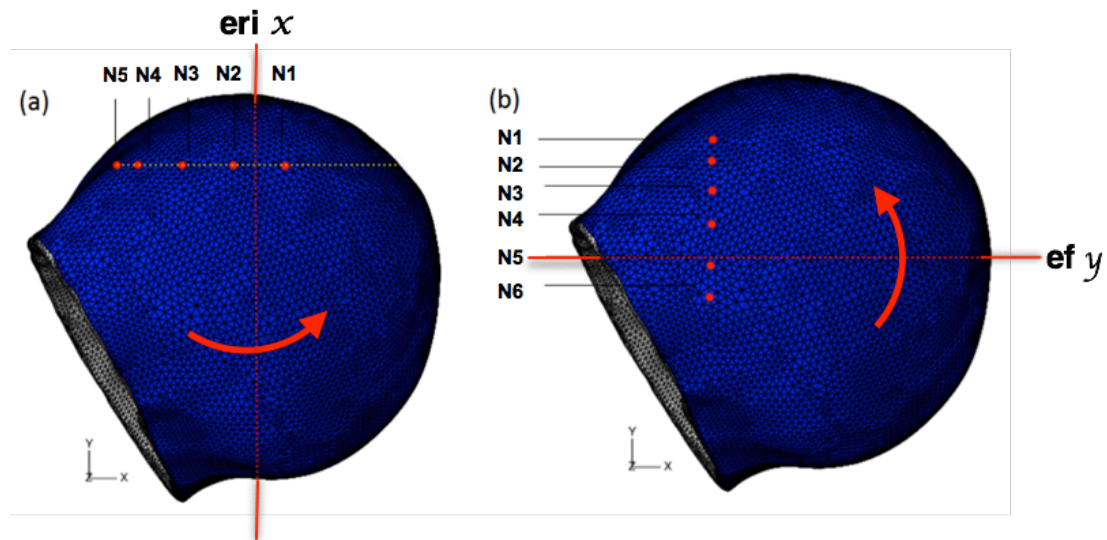 eri x
N5 N4 N3 N2 N1
(a)
Y
Z X
(b)
N1
N2
N3
N4
N5
N6
ef y
Y
Z X